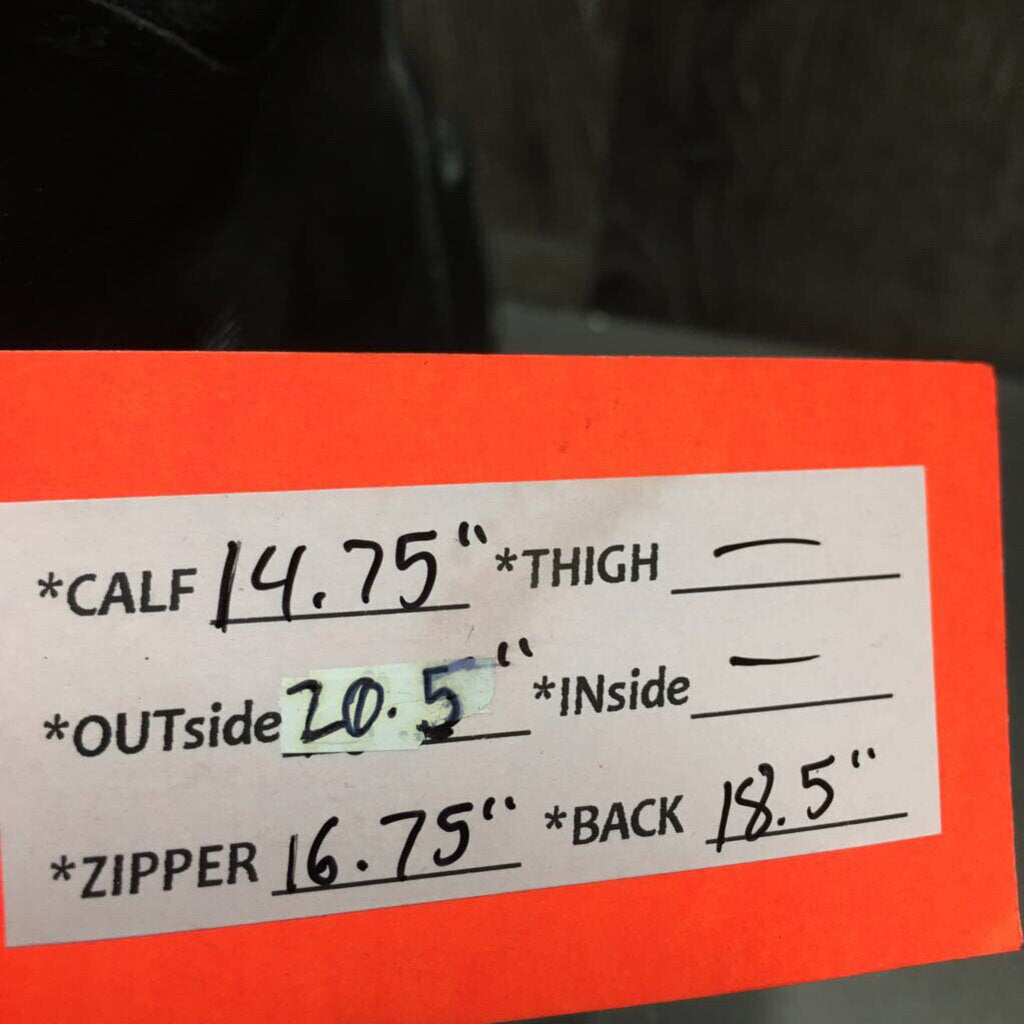 *CALF 14.75" *THIGH —
*OUTside 20.5" *INside —
*ZIPPER 16.75" *BACK 18.5"